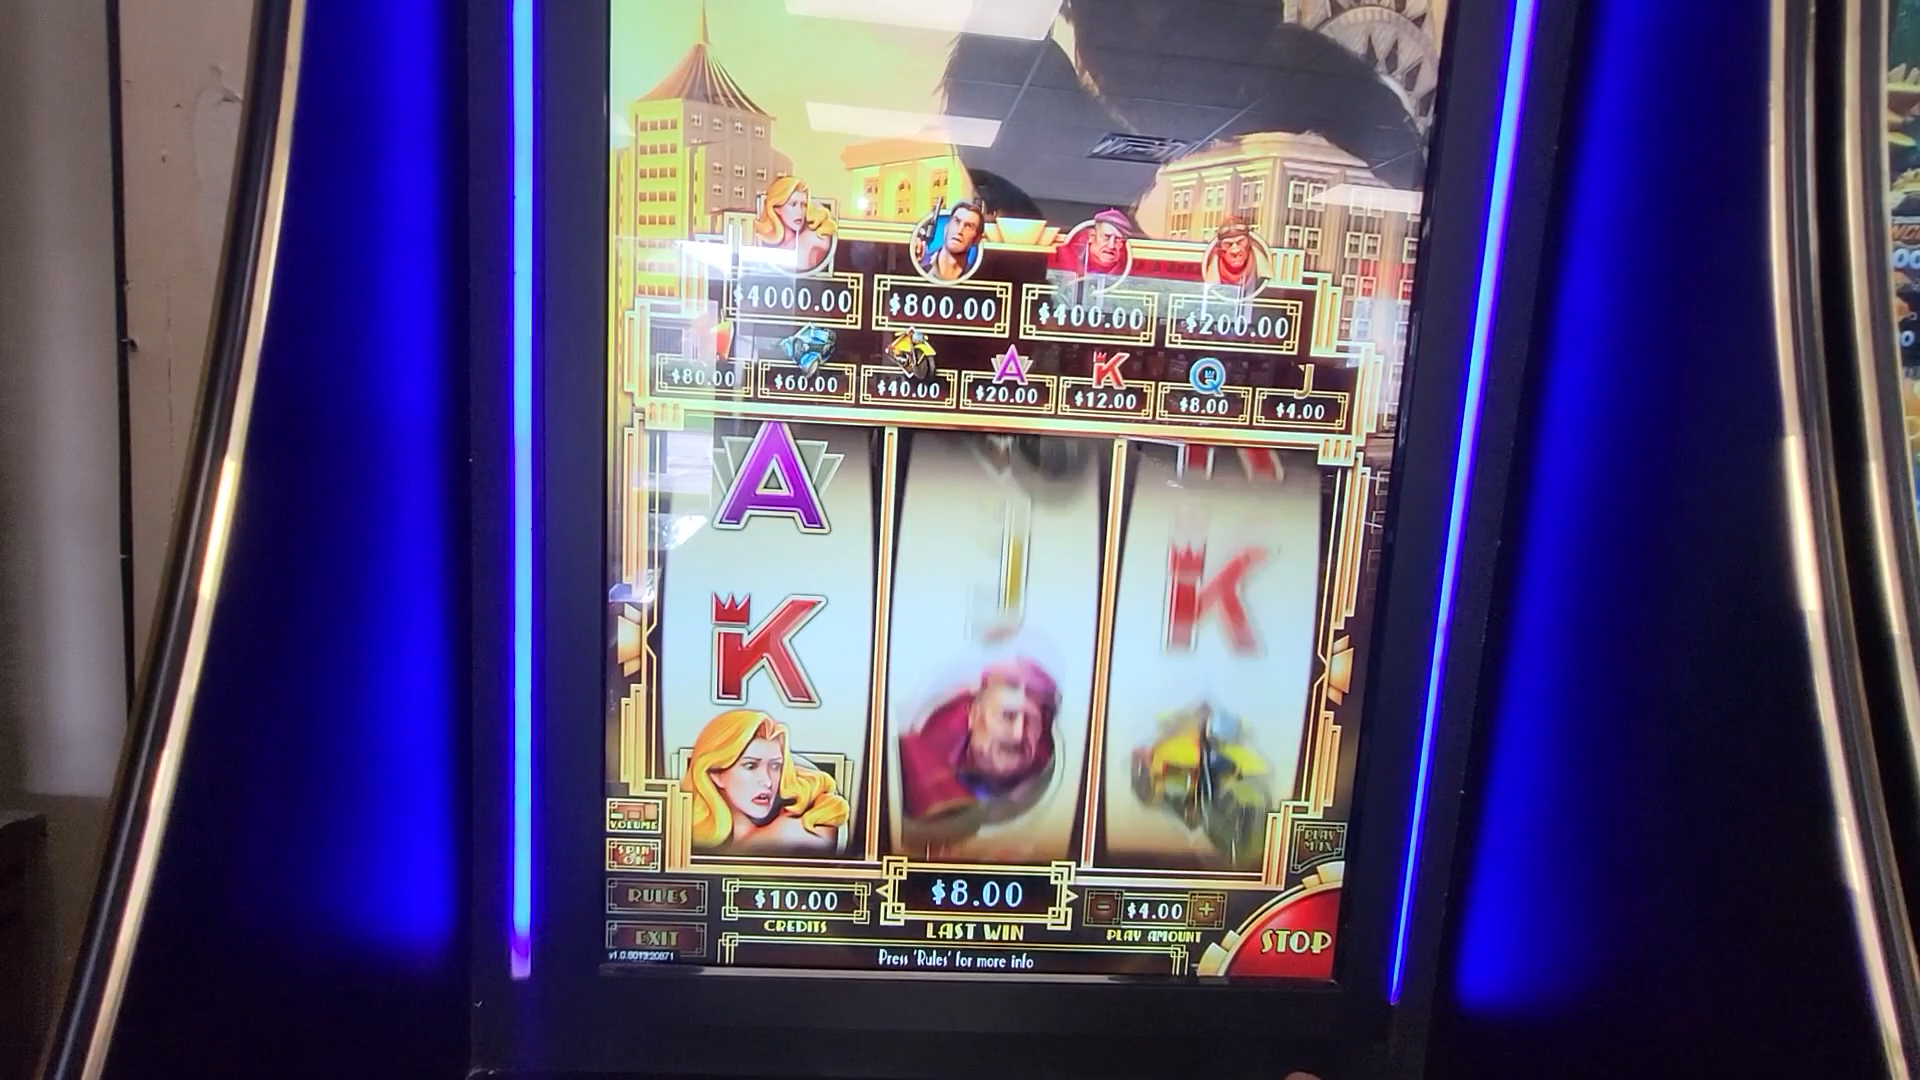 $4000.00 $800.00 $400.00 $200.00
A K Q J
$80.00 $60.00 $40.00 $20.00 $12.00 $8.00 $4.00
A
K
K
VOLUME
PLAY MAX
SPIN ON
RULES
$10.00
$8.00
- $4.00 +
STOP
CREDITS
LAST WIN
PLAY AMOUNT
EXIT
Press 'Rules' for more info